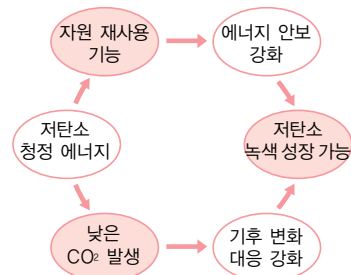 자원 재사용
기능
에너지 안보
강화
저탄소
청정 에너지
저탄소
녹색 성장 가능
낮은
CO₂ 발생
기후 변화
대응 강화